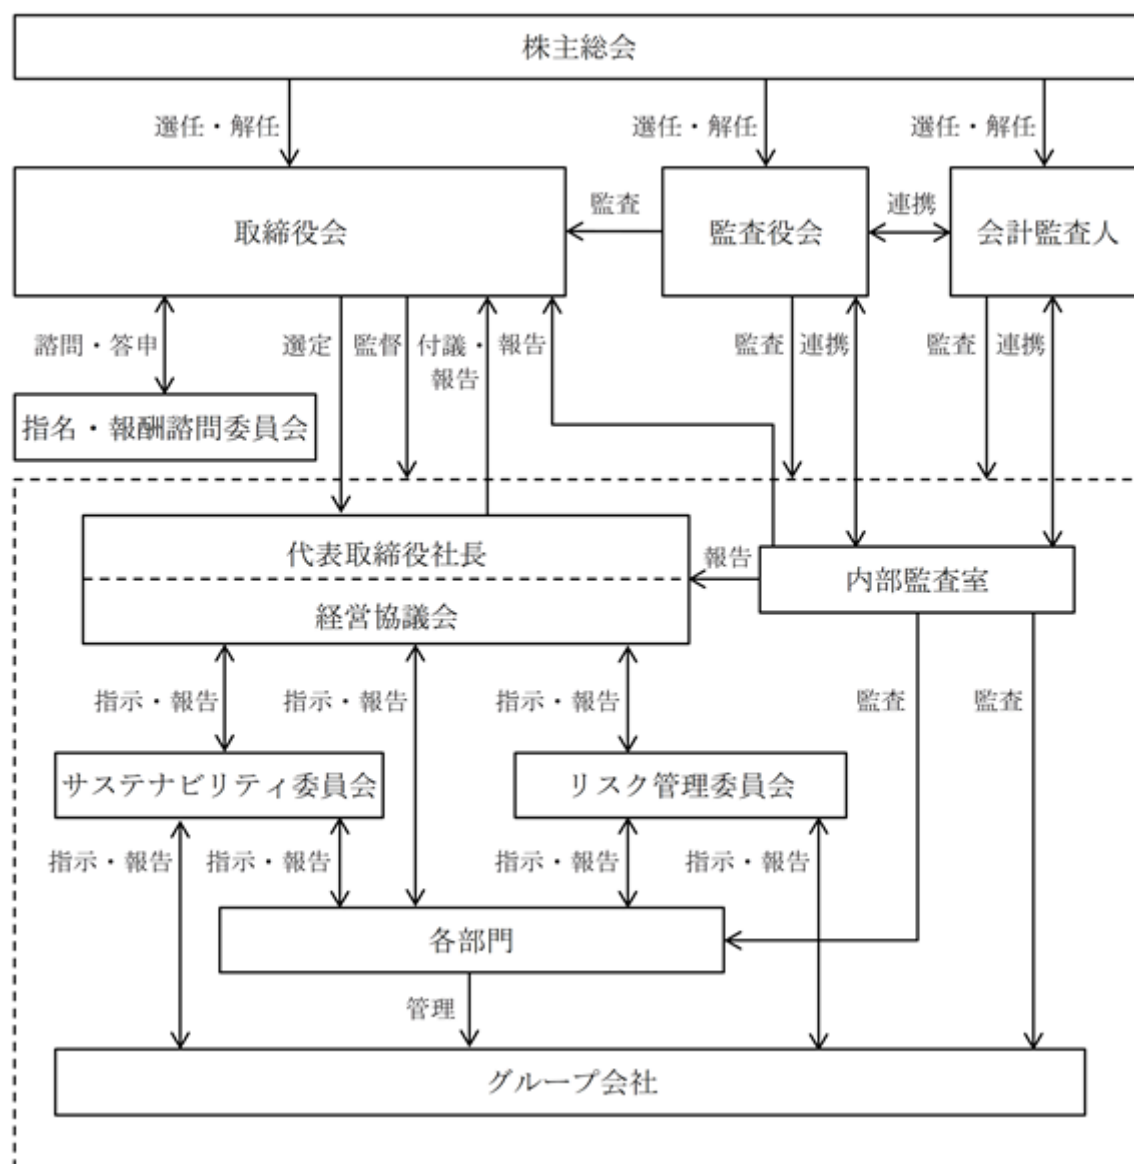 株主総会
選任・解任
選任・解任
選任・解任
取締役会
監査
監査役会
連携
会計監査人
諮問・答申
選定
監督
付議・
報告
報告
監査
連携
監査
連携
指名・報酬諮問委員会
代表取締役社長
経営協議会
報告
内部監査室
指示・報告
指示・報告
指示・報告
監査
監査
サステナビリティ委員会
リスク管理委員会
指示・報告
指示・報告
指示・報告
指示・報告
各部門
管理
グループ会社